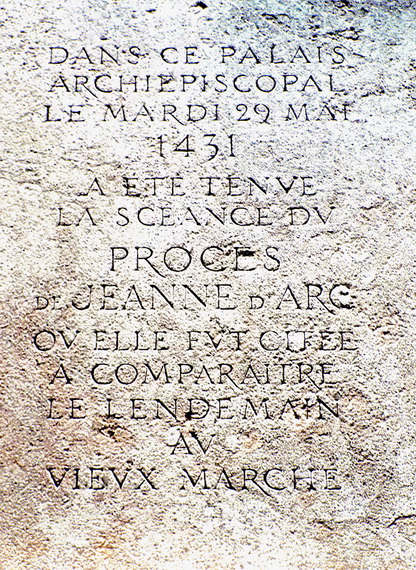 DANS CE PALAIS
ARCHIEPISCOPAL
LE MARDI 29 MAI
1431
A ETE TENVE
LA SCEANCE DV
PROCES
DE JEANNE D'ARC
OV ELLE FVT CITEE
A COMPARAITRE
LE LENDEMAIN
AV
VIEVX MARCHE